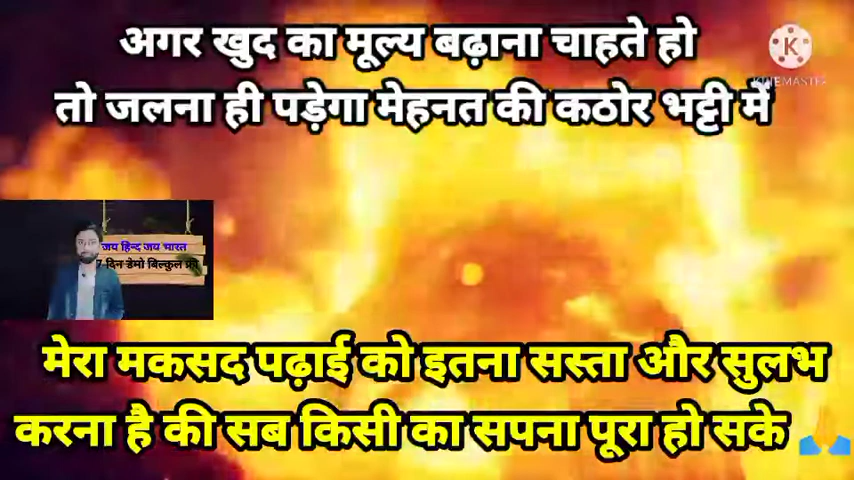 अगर खुद का मूल्य बढ़ाना चाहते हो
तो जलना ही पड़ेगा मेहनत की कठोर भट्टी में
KINEMASTER
जय हिन्द जय भारत
7 दिन डेमो बिल्कुल फ्री
मेरा मकसद पढ़ाई को इतना सस्ता और सुलभ
करना है की सब किसी का सपना पूरा हो सके 🙏